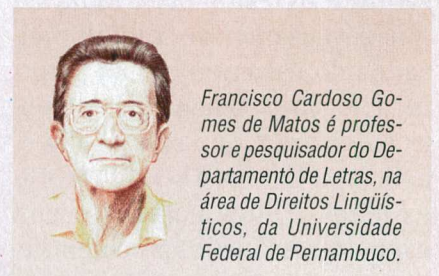 Francisco Cardoso Go-
mes de Matos é profes-
sor e pesquisador do De-
partamento de Letras, na
área de Direitos Lingüís-
ticos, da Universidade
Federal de Pernambuco.